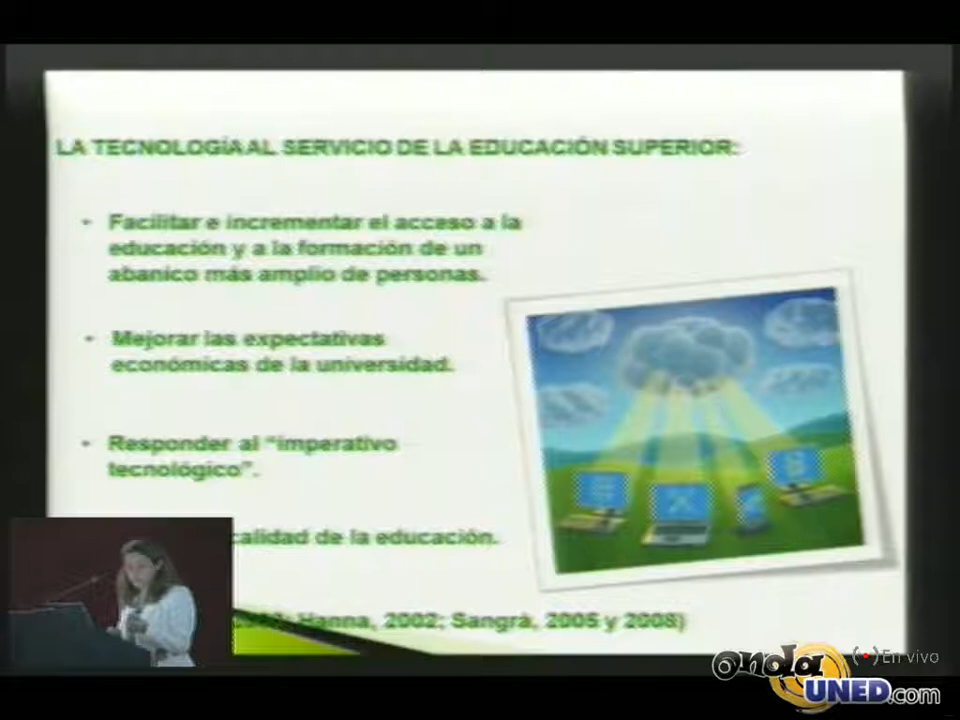 LA TECNOLOGÍA AL SERVICIO DE LA EDUCACIÓN SUPERIOR:
• Facilitar e incrementar el acceso a la
educación y a la formación de un
abanico más amplio de personas.
• Mejorar las expectativas
económicas de la universidad.
• Responder al "imperativo
tecnológico".
calidad de la educación.
Hanna, 2002; Sangrà, 2005 y 2008)
onda
UNED.com
(•) En vivo